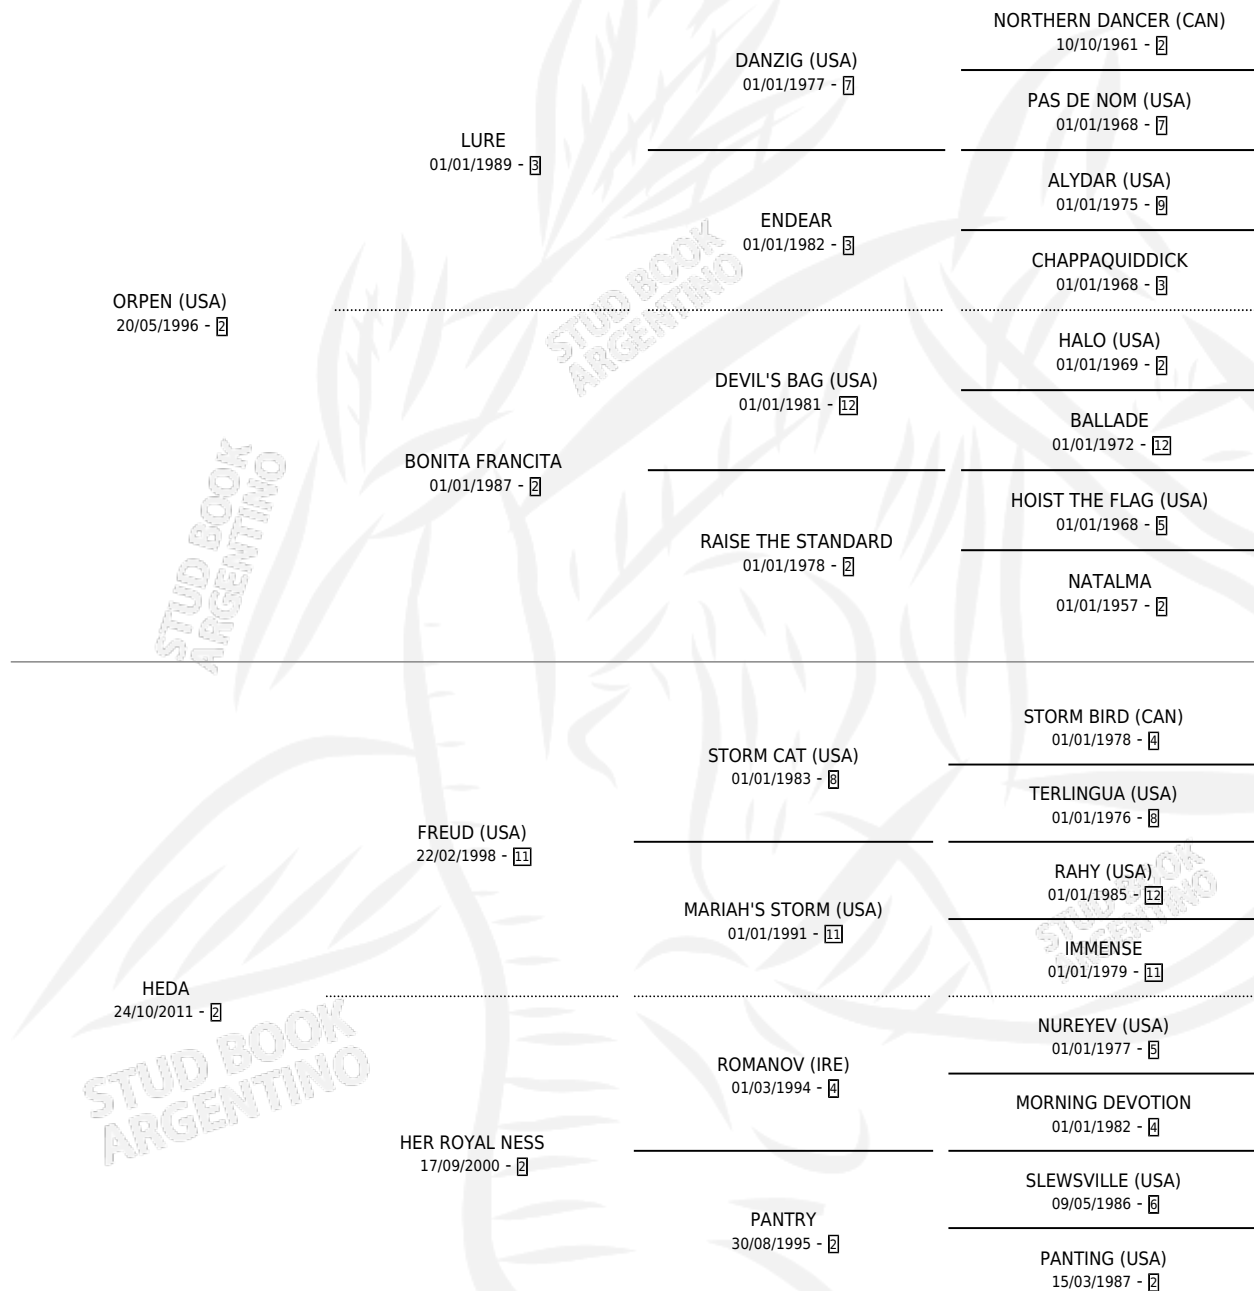 NORTHERN DANCER (CAN)
10/10/1961 - 2
DANZIG (USA)
01/01/1977 - 7
PAS DE NOM (USA)
01/01/1968 - 7
LURE
01/01/1989 - 3
ALYDAR (USA)
01/01/1975 - 9
ENDEAR
01/01/1982 - 3
CHAPPAQUIDDICK
01/01/1968 - 3
ORPEN (USA)
20/05/1996 - 2
STUD BOOK
ARGENTINO
HALO (USA)
01/01/1969 - 2
DEVIL'S BAG (USA)
01/01/1981 - 12
BALLADE
01/01/1972 - 12
BONITA FRANCITA
01/01/1987 - 2
HOIST THE FLAG (USA)
01/01/1968 - 5
RAISE THE STANDARD
01/01/1978 - 2
NATALMA
01/01/1957 - 2
STUD BOOK
ARGENTINO
STORM BIRD (CAN)
01/01/1978 - 4
STORM CAT (USA)
01/01/1983 - 8
TERLINGUA (USA)
01/01/1976 - 8
FREUD (USA)
22/02/1998 - 11
RAHY (USA)
01/01/1985 - 12
MARIAH'S STORM (USA)
01/01/1991 - 11
STUD BOOK
ARGENTINO
IMMENSE
01/01/1979 - 11
HEDA
24/10/2011 - 2
STUD BOOK
ARGENTINO
NUREYEV (USA)
01/01/1977 - 5
ROMANOV (IRE)
01/03/1994 - 4
MORNING DEVOTION
01/01/1982 - 4
HER ROYAL NESS
17/09/2000 - 2
SLEWSVILLE (USA)
09/05/1986 - 6
PANTRY
30/08/1995 - 2
PANTING (USA)
15/03/1987 - 2